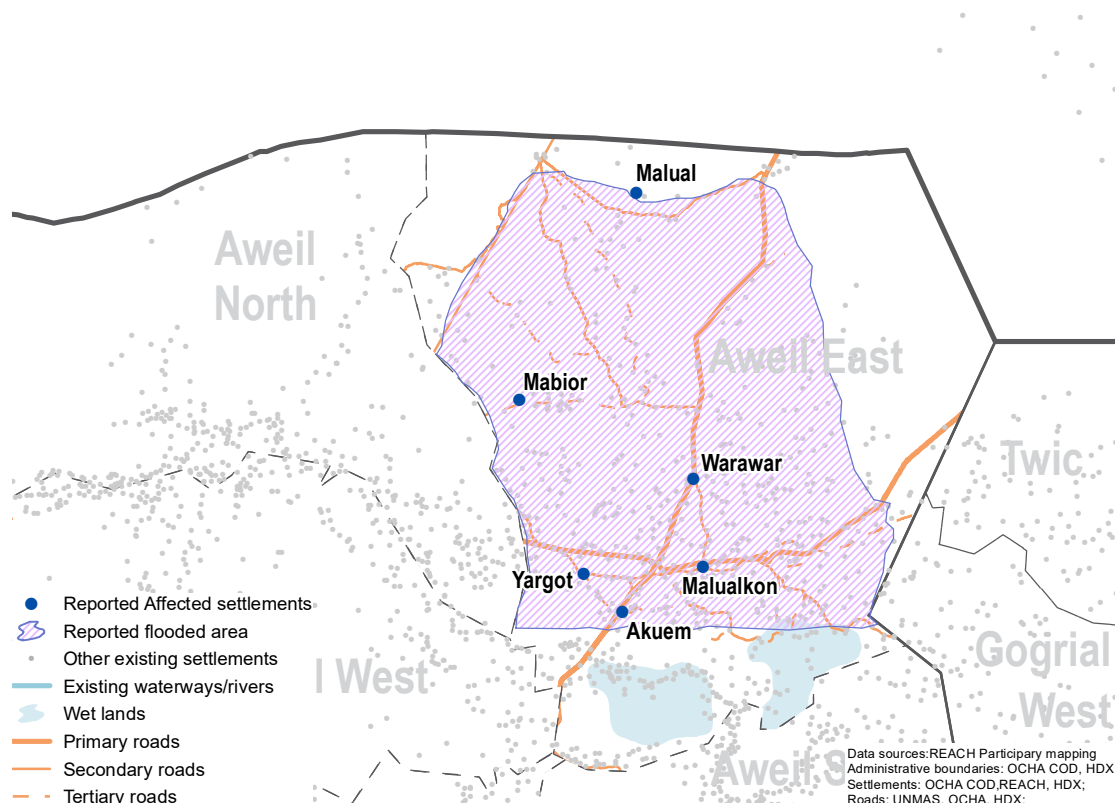 Malual
Aweil
North
Aweil East
Mabior
Warawar
Twic
Yargot
Malualkon
Akuem
Gogrial
West
l West
Aweil S
Reported Affected settlements
Reported flooded area
Other existing settlements
Existing waterways/rivers
Wet lands
Primary roads
Secondary roads
Tertiary roads
Data sources:REACH Participary mapping
Administrative boundaries: OCHA COD, HDX
Settlements: OCHA COD,REACH, HDX;
Roads: UNMAS, OCHA, HDX;